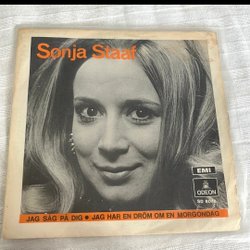 Sonja Staaf
EMI
ODEON
JAG SÅG PÅ DIG ● JAG HAR EN DRÖM OM EN MORGONDAG